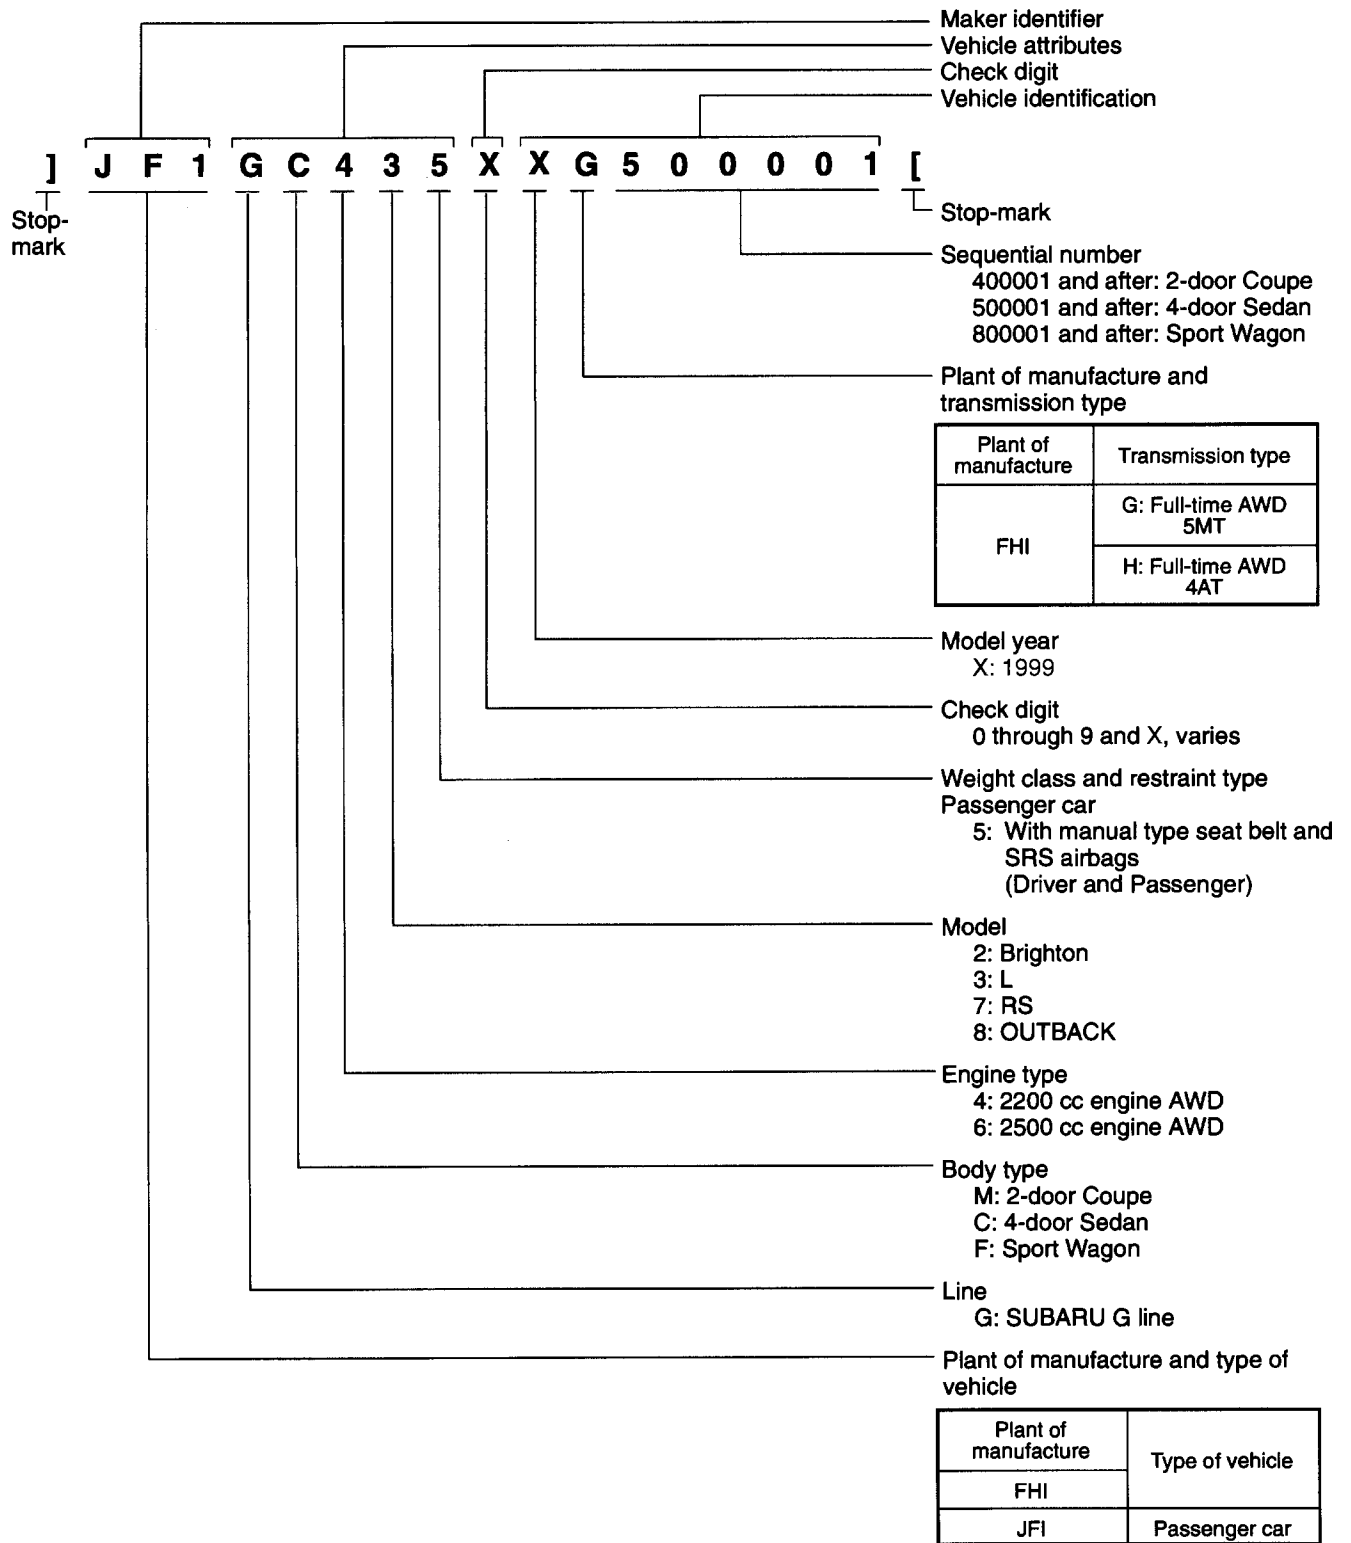 Maker identifier
Vehicle attributes
Check digit
Vehicle identification
] J F 1 G C 4 3 5 X X G 5 0 0 0 0 1 [
Stop-
mark
Stop-mark
Sequential number
400001 and after: 2-door Coupe
500001 and after: 4-door Sedan
800001 and after: Sport Wagon
Plant of manufacture and
transmission type
Plant of
manufacture
Transmission type
FHI
G: Full-time AWD
5MT
H: Full-time AWD
4AT
Model year
X: 1999
Check digit
0 through 9 and X, varies
Weight class and restraint type
Passenger car
5: With manual type seat belt and
SRS airbags
(Driver and Passenger)
Model
2: Brighton
3: L
7: RS
8: OUTBACK
Engine type
4: 2200 cc engine AWD
6: 2500 cc engine AWD
Body type
M: 2-door Coupe
C: 4-door Sedan
F: Sport Wagon
Line
G: SUBARU G line
Plant of manufacture and type of
vehicle
Plant of
manufacture
Type of vehicle
FHI
JFI
Passenger car